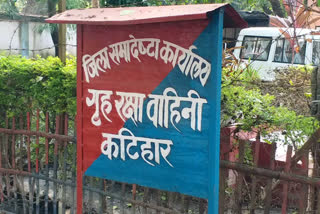 जिला समादेष्टा कार्यालय
गृह रक्षा वाहिनी
कटिहार